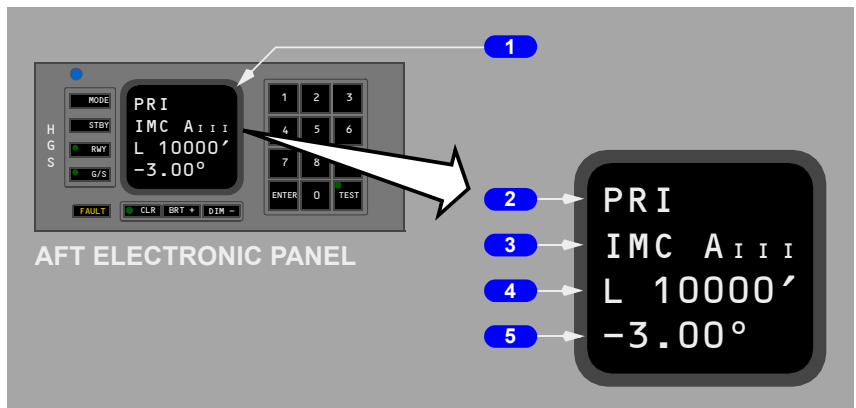 1
PRI
IMC AIII
L 10000′
−3.00°
H
G
S
MODE
STBY
RWY
G/S
FAULT
CLR BRT + DIM −
1 2 3
4 5 6
7 8
ENTER 0 TEST
AFT ELECTRONIC PANEL
2 PRI
3 IMC AIII
4 L 10000′
5 −3.00°